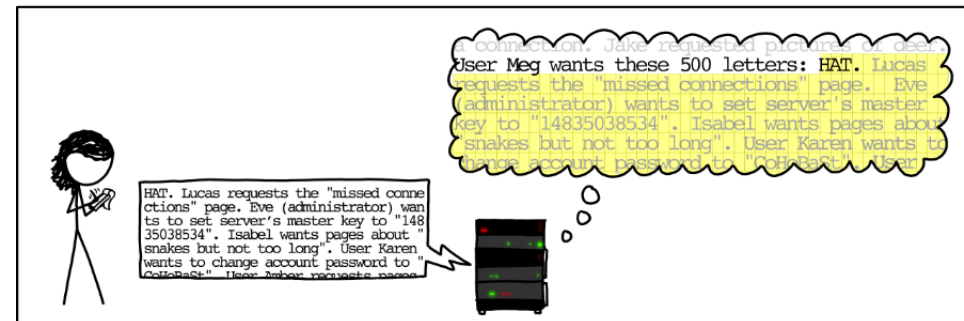 a connection. Jake requested pictures of deer.
User Meg wants these 500 letters: HAT. Lucas
requests the "missed connections" page. Eve
(administrator) wants to set server's master
key to "14835038534". Isabel wants pages about
"snakes but not too long". User Karen wants to
change account password to "CoHoBaSt". User
HAT. Lucas requests the "missed conne
ctions" page. Eve (administrator) wan
ts to set server's master key to "148
35038534". Isabel wants pages about "
snakes but not too long". User Karen
wants to change account password to "
CoHoBaSt". User Amber requests pages